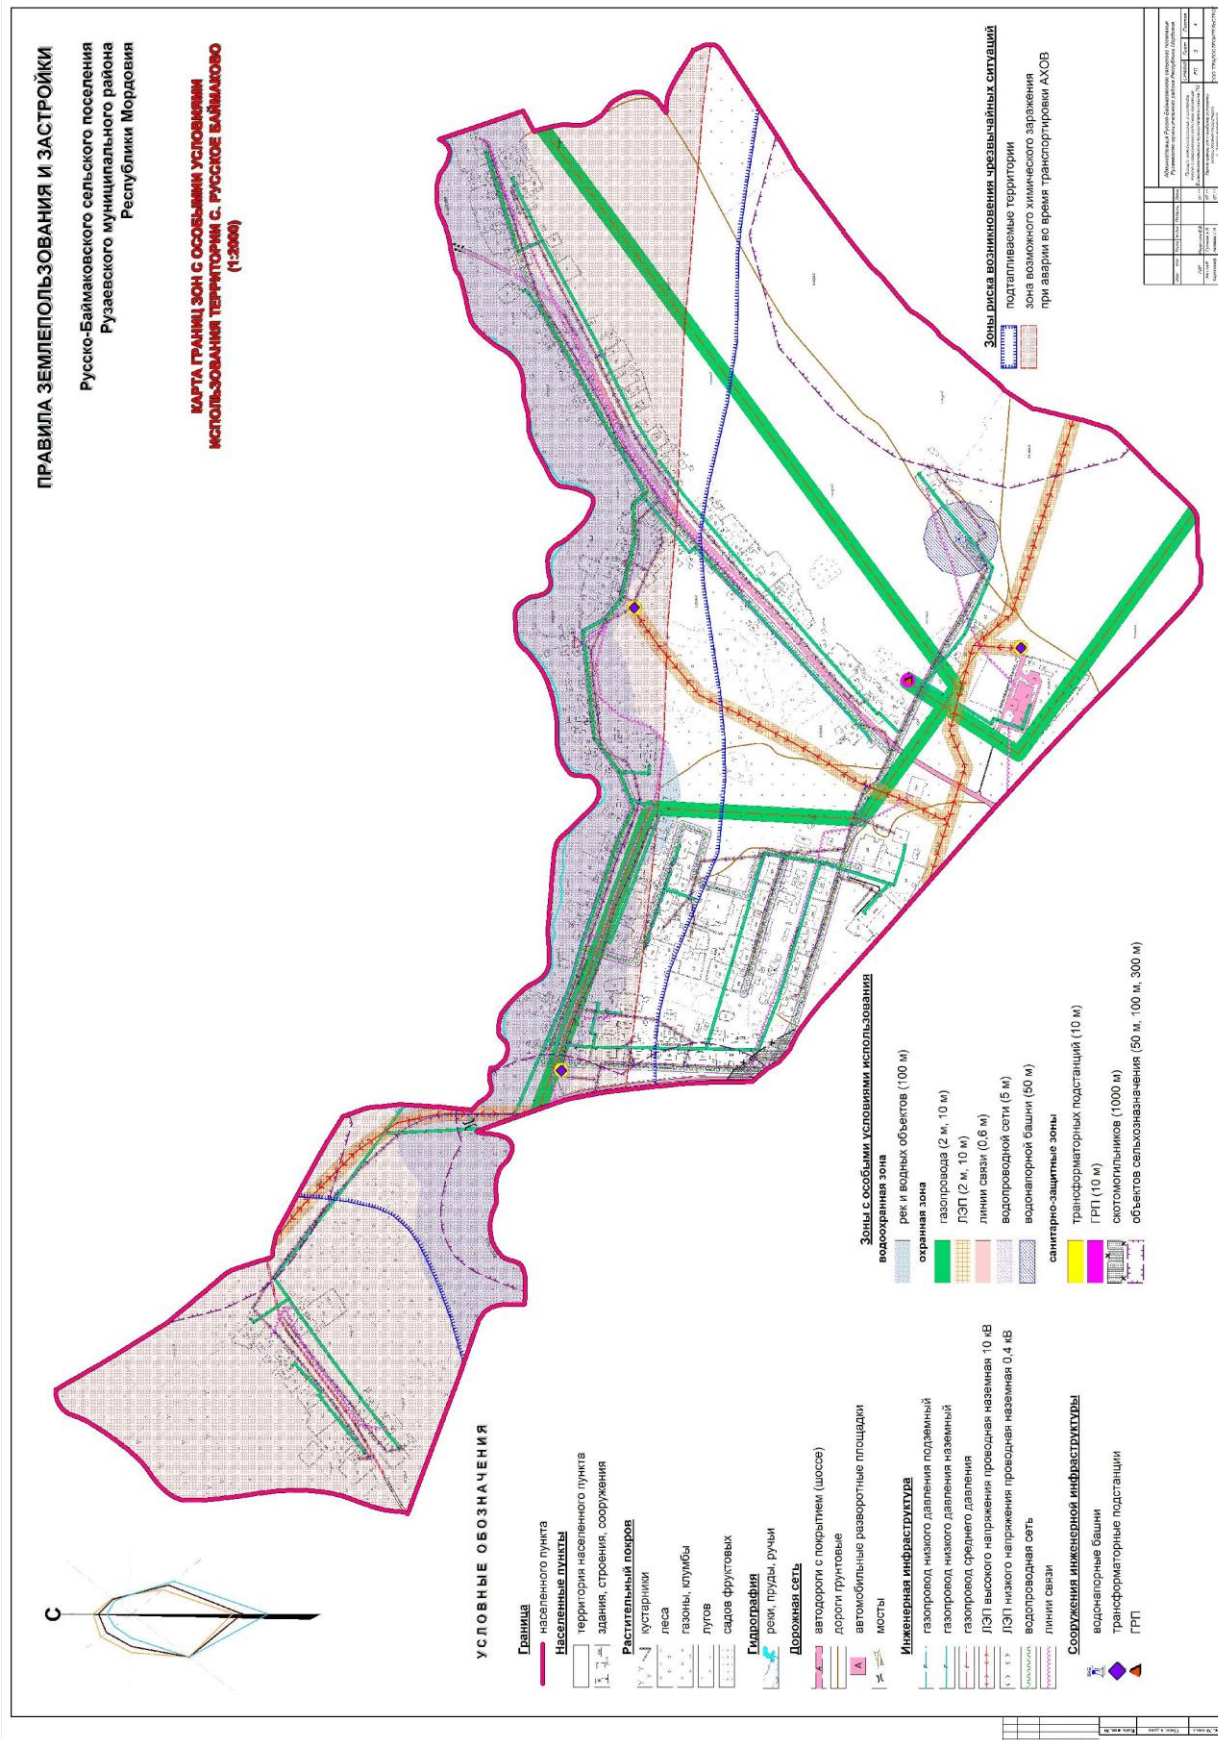 ПРАВИЛА ЗЕМЛЕПОЛЬЗОВАНИЯ И ЗАСТРОЙКИ
Русско-Баймаковского сельского поселения
Рузаевского муниципального района
Республики Мордовия
КАРТА ГРАНИЦ ЗОН С ОСОБЫМИ УСЛОВИЯМИ
ИСПОЛЬЗОВАНИЯ ТЕРРИТОРИИ С. РУССКОЕ БАЙМАКОВО
(1:2000)
С
УСЛОВНЫЕ ОБОЗНАЧЕНИЯ
Граница
населенного пункта
Населенные пункты
территория населенного пункта
здания, строения, сооружения
Растительный покров
кустарники
леса
газоны, клумбы
лугов
садов фруктовых
Гидрография
реки, пруды, ручьи
Дорожная сеть
автодороги с покрытием (шоссе)
дороги грунтовые
автомобильные разворотные площадки
мосты
Инженерная инфраструктура
газопровод низкого давления подземный
газопровод низкого давления наземный
газопровод среднего давления
ЛЭП высокого напряжения проводная наземная 10 кВ
ЛЭП низкого напряжения проводная наземная 0,4 кВ
водопроводная сеть
линии связи
Сооружения инженерной инфраструктуры
водонапорные башни
трансформаторные подстанции
ГРП
Зоны с особыми условиями использования
водоохранная зона
рек и водных объектов (100 м)
охранная зона
газопровода (2 м, 10 м)
ЛЭП (2 м, 10 м)
линии связи (0,6 м)
водопроводной сети (5 м)
водонапорной башни (50 м)
санитарно-защитные зоны
трансформаторных подстанций (10 м)
ГРП (10 м)
скотомогильников (1000 м)
объектов сельхозназначения (50 м, 100 м, 300 м)
Зоны риска возникновения чрезвычайных ситуаций
подтапливаемые территории
зона возможного химического заражения
при аварии во время транспортировки АХОВ